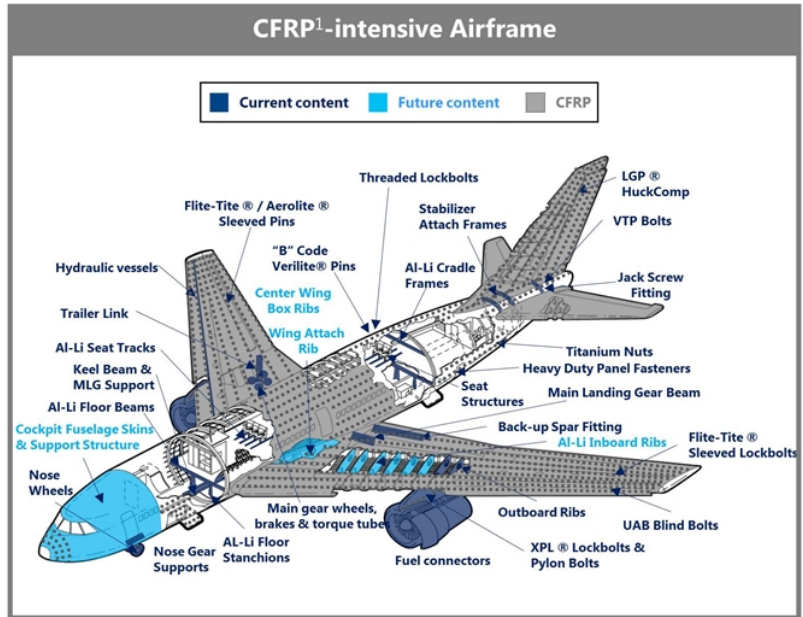 CFRP¹-intensive Airframe
Current content
Future content
CFRP
Threaded Lockbolts
LGP ®
HuckComp
Flite-Tite ® / Aerolite ®
Sleeved Pins
Stabilizer
Attach Frames
VTP Bolts
"B" Code
Verilite® Pins
Hydraulic vessels
Al-Li Cradle
Frames
Jack Screw
Fitting
Center Wing
Box Ribs
Trailer Link
Wing Attach
Rib
Al-Li Seat Tracks
Titanium Nuts
Keel Beam &
MLG Support
Heavy Duty Panel Fasteners
Seat
Structures
Main Landing Gear Beam
Al-Li Floor Beams
Back-up Spar Fitting
Cockpit Fuselage Skins
& Support Structure
Al-Li Inboard Ribs
Flite-Tite ®
Sleeved Lockbolts
Nose
Wheels
Main gear wheels,
brakes & torque tubes
Outboard Ribs
UAB Blind Bolts
Nose Gear
Supports
AL-Li Floor
Stanchions
Fuel connectors
XPL ® Lockbolts &
Pylon Bolts